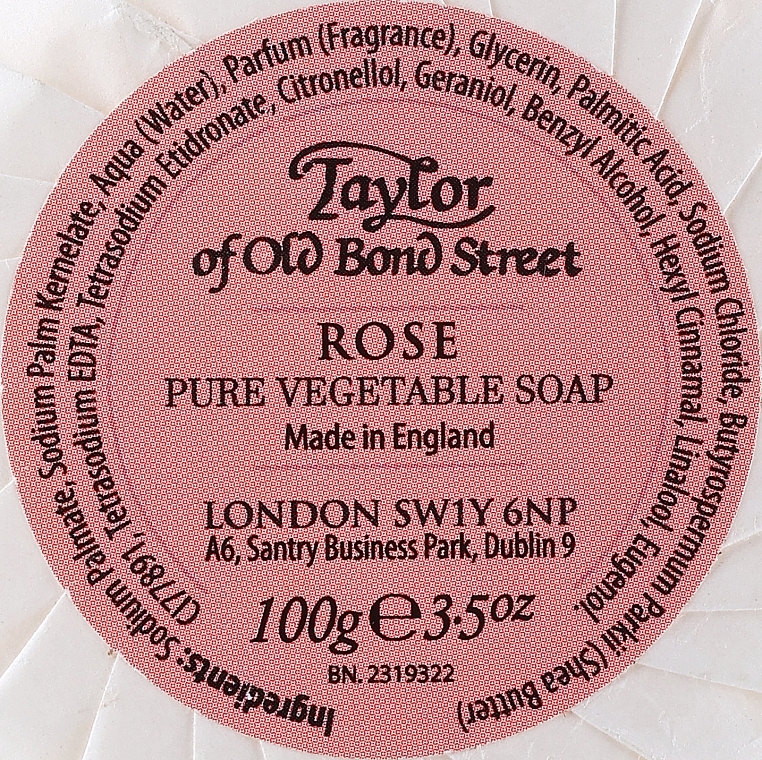 Taylor
of Old Bond Street
ROSE
PURE VEGETABLE SOAP
Made in England
LONDON SW1Y 6NP
A6, Santry Business Park, Dublin 9
100g℮3.5oz
BN. 2319322
Ingredients: Sodium Palmate, Sodium Palm Kernelate, Aqua (Water), Parfum (Fragrance), Glycerin, Palmitic Acid, Sodium Chloride, Butyrospermum Parkii (Shea Butter)
CI77891, Tetrasodium EDTA, Tetrasodium Etidronate, Citronellol, Geraniol, Benzyl Alcohol, Hexyl Cinnamal, Linalool, Eugenol.